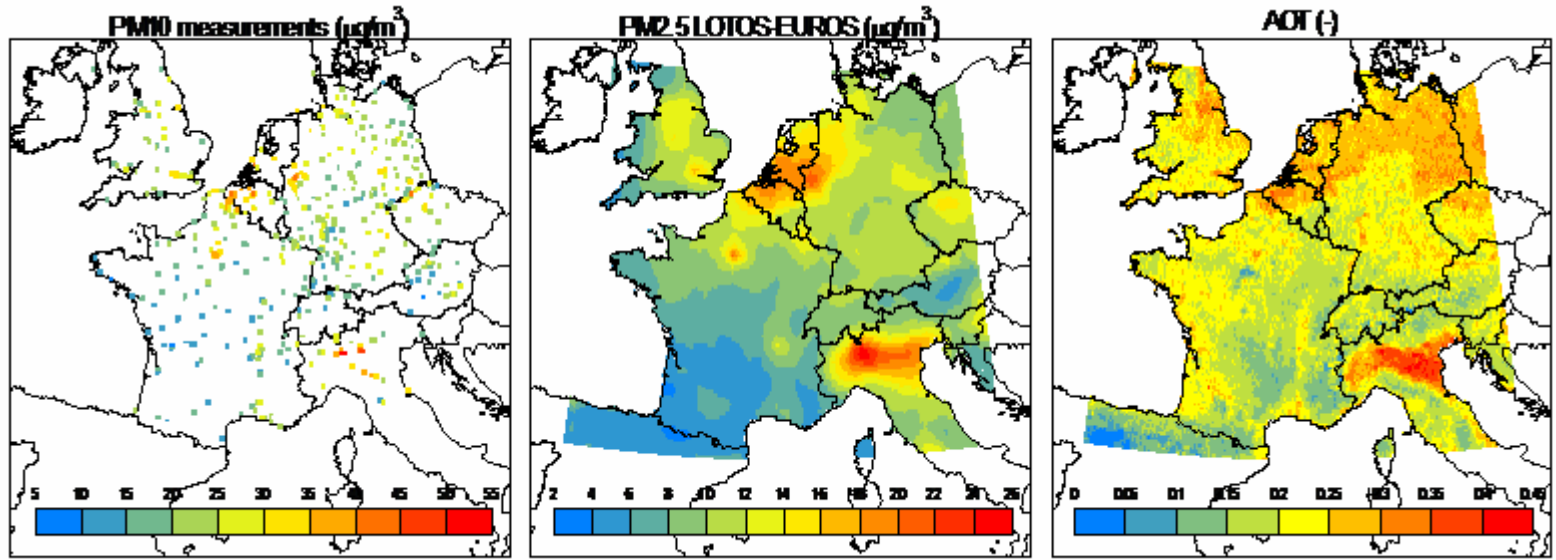 PM10 measurements (µg/m³)
PM2.5 LOTOS-EUROS (µg/m³)
AOT (-)
5 10 15 20 25 30 35 40 45 50 55
2 4 6 8 10 12 14 16 18 20 22 24 26
0 0.05 0.1 0.15 0.2 0.25 0.3 0.35 0.4 0.45